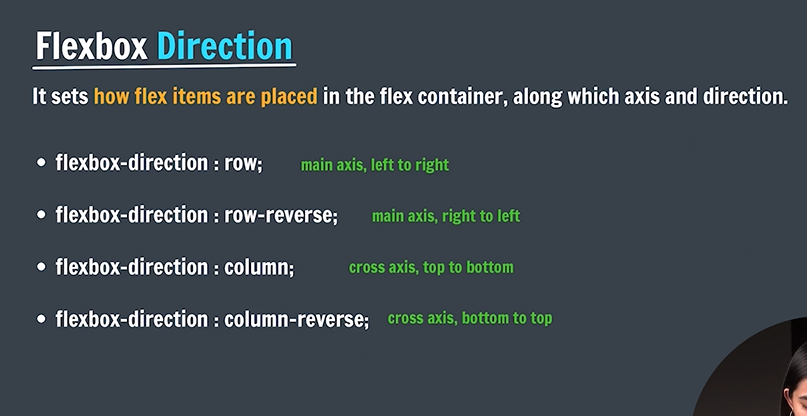 Flexbox Direction
It sets how flex items are placed in the flex container, along which axis and direction.
• flexbox-direction : row; main axis, left to right
• flexbox-direction : row-reverse; main axis, right to left
• flexbox-direction : column; cross axis, top to bottom
• flexbox-direction : column-reverse; cross axis, bottom to top